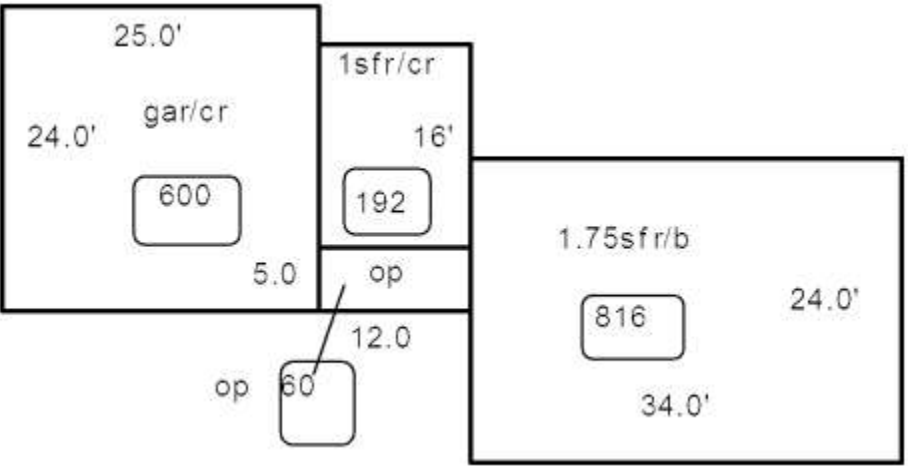 25.0'
gar/cr
24.0'
600
5.0
1sfr/cr
16'
192
op
12.0
op
60
1.75sfr/b
816
24.0'
34.0'